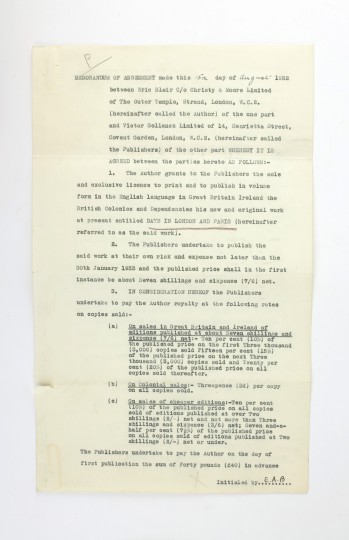 MEMORANDUM OF AGREEMENT made this day of August 1932
between Eric Blair C/o Christy & Moore Limited
of The Outer Temple, Strand, London, W.C.2.
(hereinafter called the Author) of the one part
and Victor Gollancz Limited of 14, Henrietta Street,
Covent Garden, London, W.C.2. (hereinafter called
the Publishers) of the other part WHEREBY IT IS
AGREED between the parties hereto AS FOLLOWS:-
1. The Author grants to the Publishers the sole
and exclusive licence to print and to publish in volume
form in the English language in Great Britain Ireland the
British Colonies and Dependencies his new and original work
at present entitled DAYS IN LONDON AND PARIS (hereinafter
referred to as the said work).
2. The Publishers undertake to publish the
said work at their own risk and expense not later than the
30th January 1933 and the published price shall in the first
instance be about Seven shillings and sixpence (7/6) net.
3. IN CONSIDERATION HEREOF the Publishers
undertake to pay the Author royalty at the following rates
on copies sold:-
(a) On sales in Great Britain and Ireland of
editions published at about Seven shillings and
sixpence (7/6) net:- Ten per cent (10%) of
the published price on the first Three thousand
(3,000) copies sold Fifteen per cent (15%)
of the published price on the next Three
thousand (3,000) copies sold and Twenty per
cent (20%) of the published price on all
copies sold thereafter.
(b) On Colonial sales:- Threepence (3d) per copy
on all copies sold.
(c) On sales of cheaper editions:-Ten per cent
(10%) of the published price on all copies
sold of editions published at over Two
shillings (2/-) net and not more than Three
shillings and sixpence (3/6) net; Seven and-a-
half per cent (7½%) of the published price
on all copies sold of editions published at Two
shillings (2/-) net or under.
The Publishers undertake to pay the Author on the day of
first publication the sum of Forty pounds (£40) in advance
Initialed by E.A.B